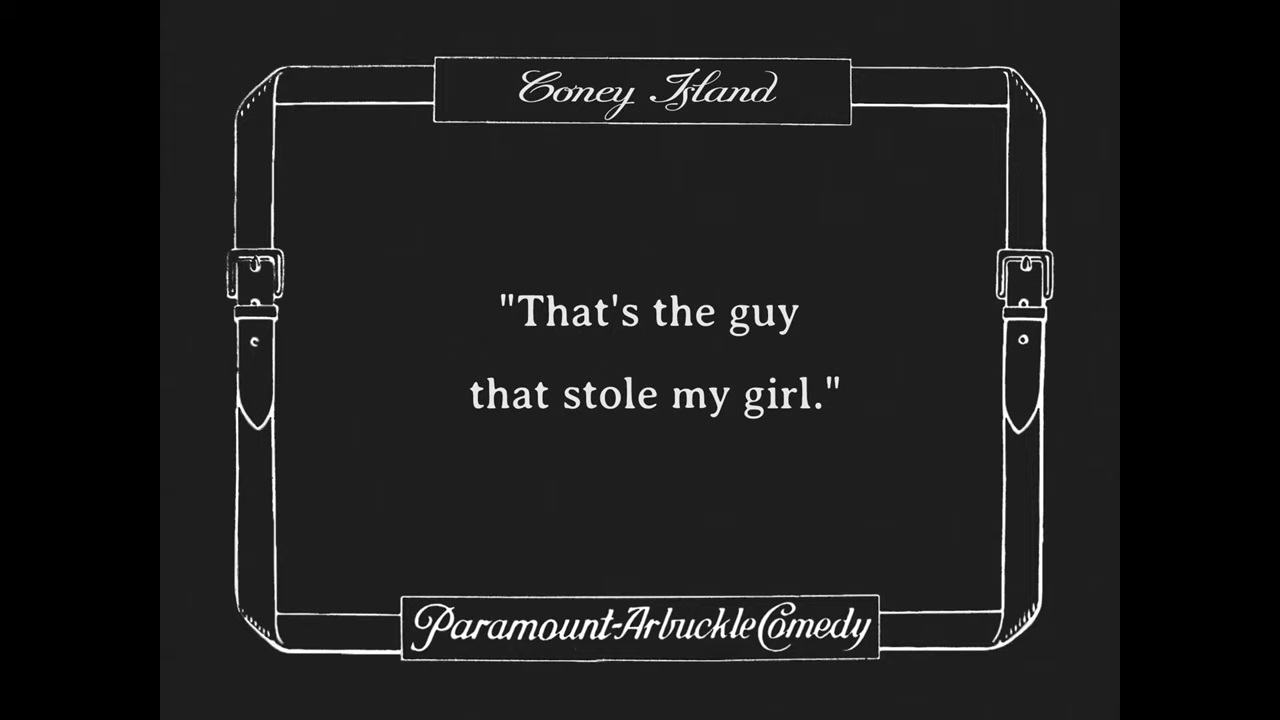 Coney Island
"That's the guy
that stole my girl."
Paramount-Arbuckle Comedy